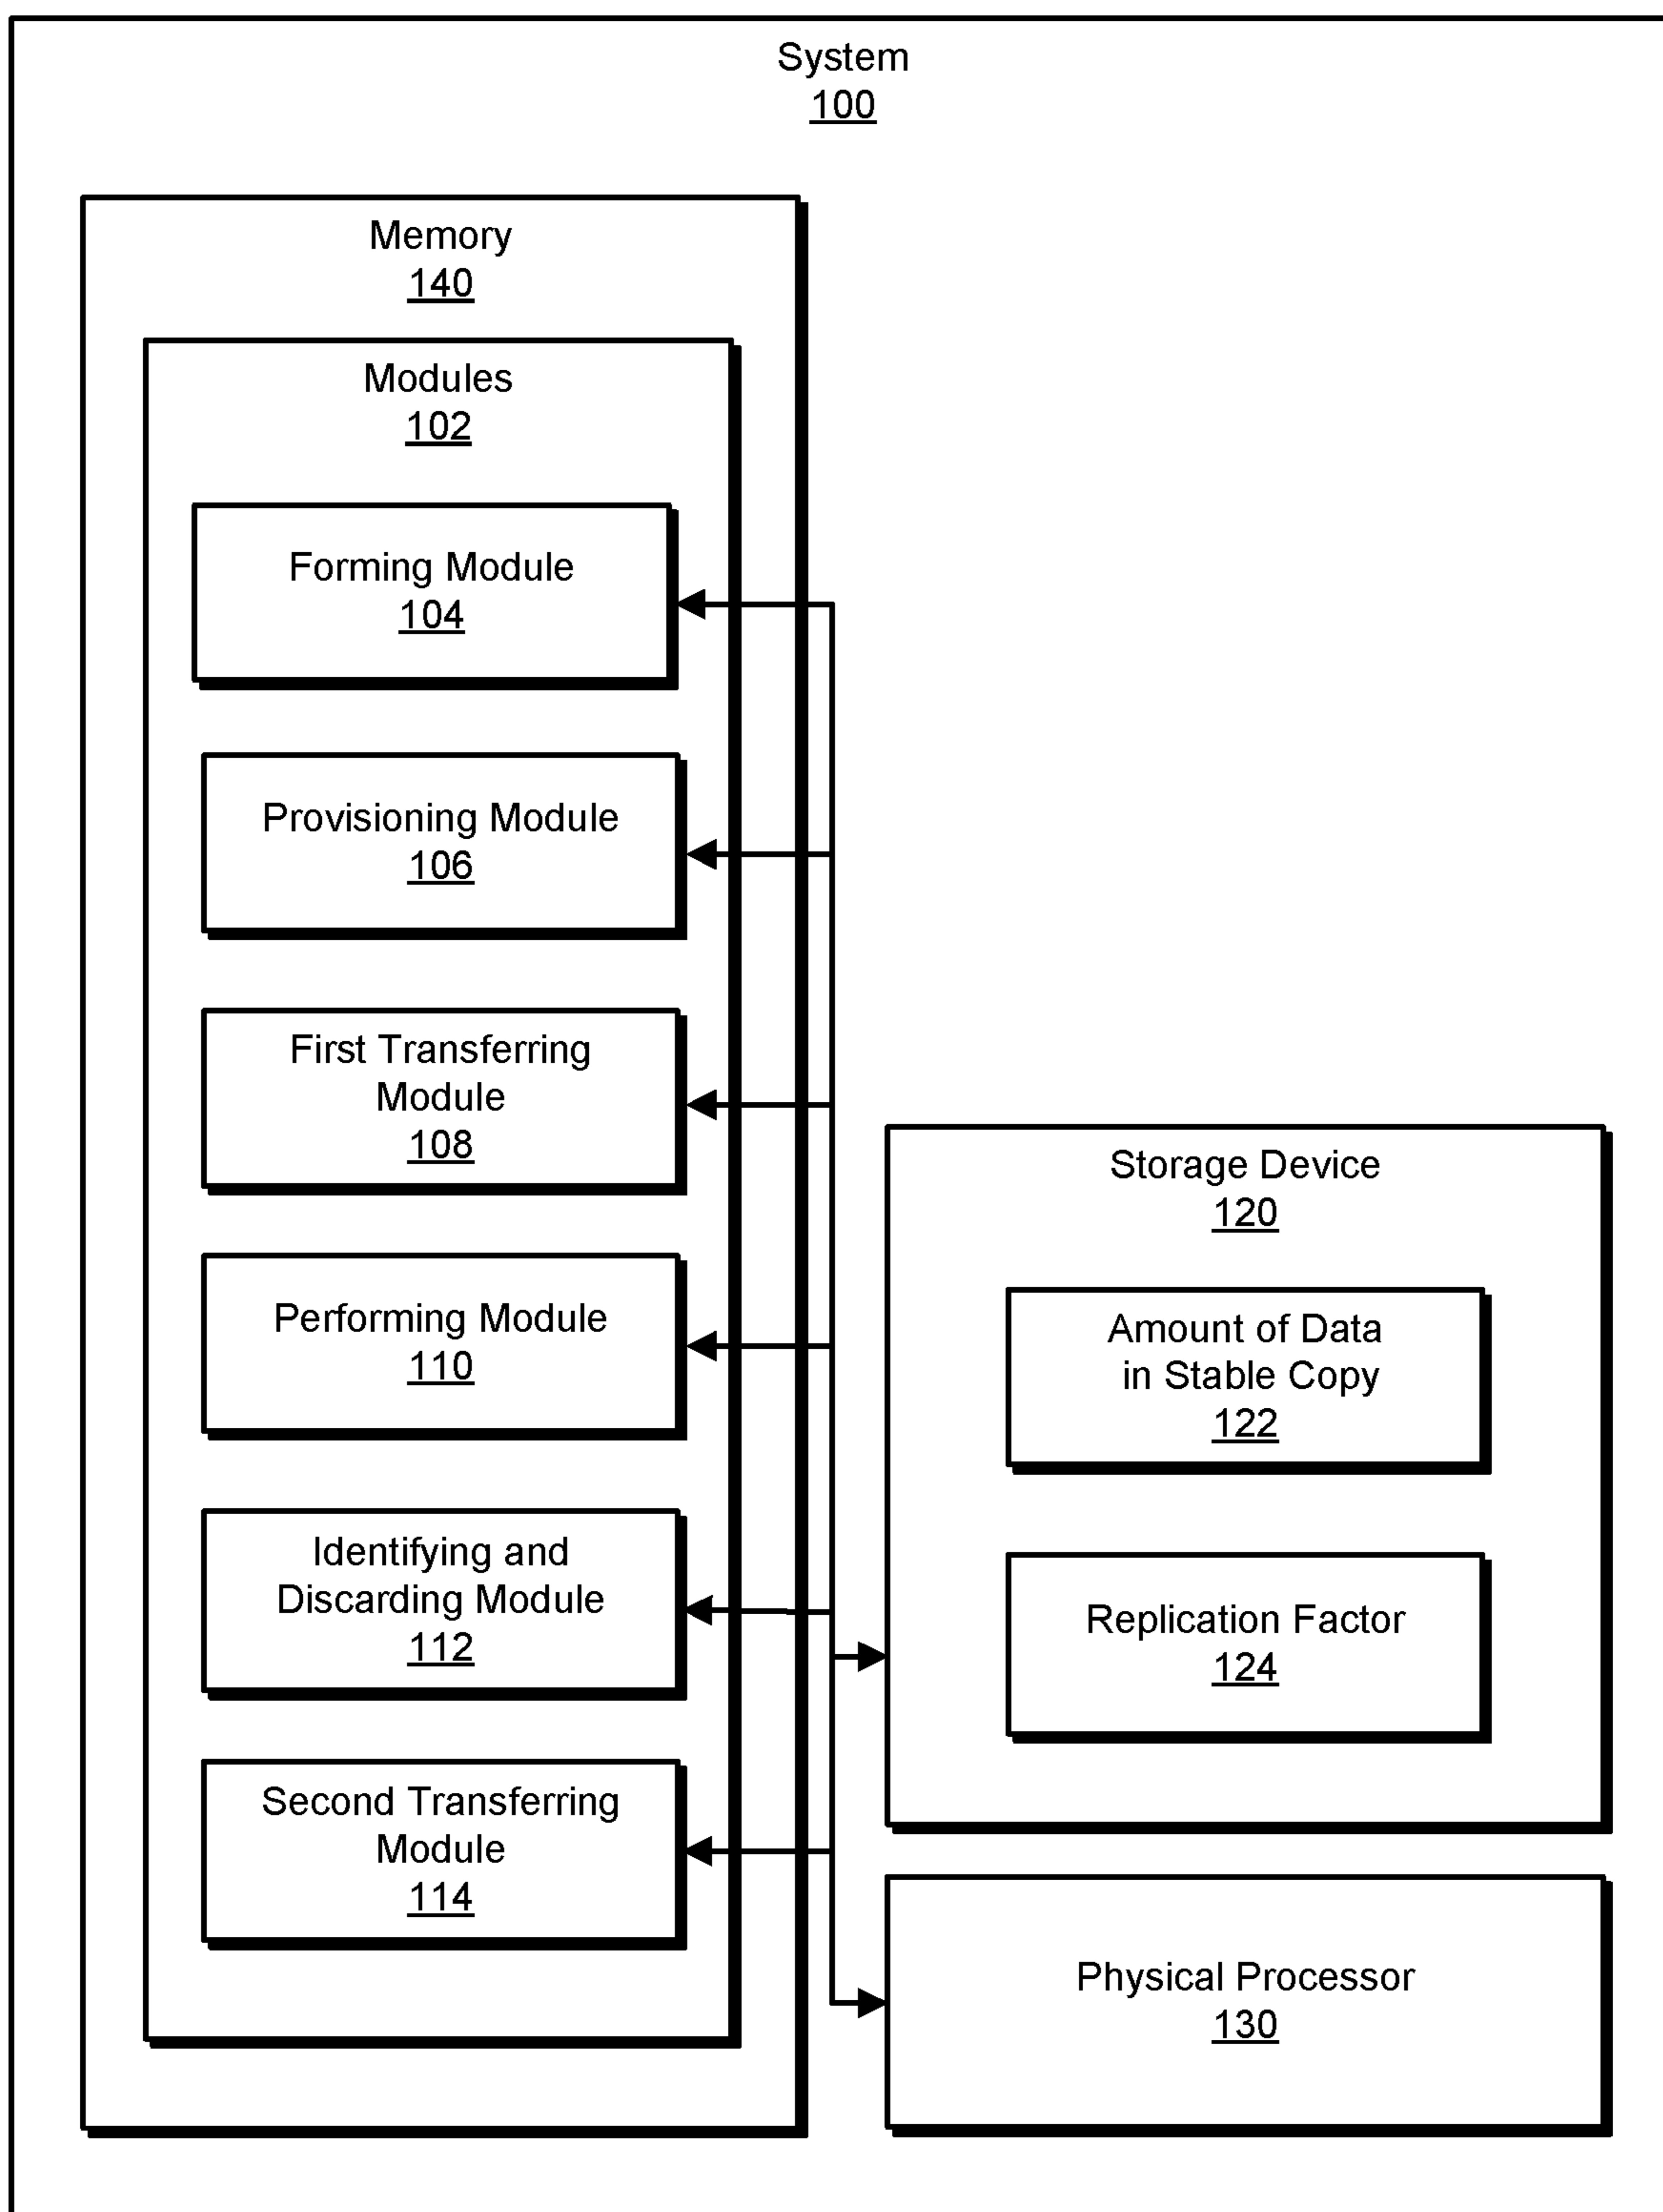 System
100
Memory
140
Modules
102
Forming Module
104
Provisioning Module
106
First Transferring
Module
108
Performing Module
110
Identifying and
Discarding Module
112
Second Transferring
Module
114
Storage Device
120
Amount of Data
in Stable Copy
122
Replication Factor
124
Physical Processor
130